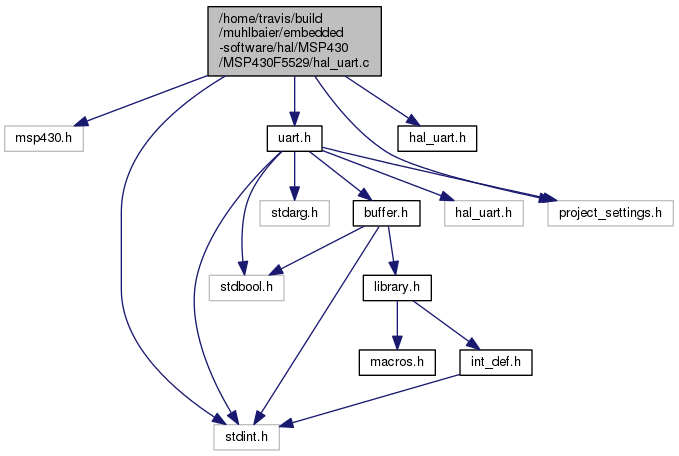 /home/travis/build
/muhlbaier/embedded
-software/hal/MSP430
/MSP430F5529/hal_uart.c
msp430.h
uart.h
hal_uart.h
stdarg.h
buffer.h
hal_uart.h
project_settings.h
stdbool.h
library.h
macros.h
int_def.h
stdint.h